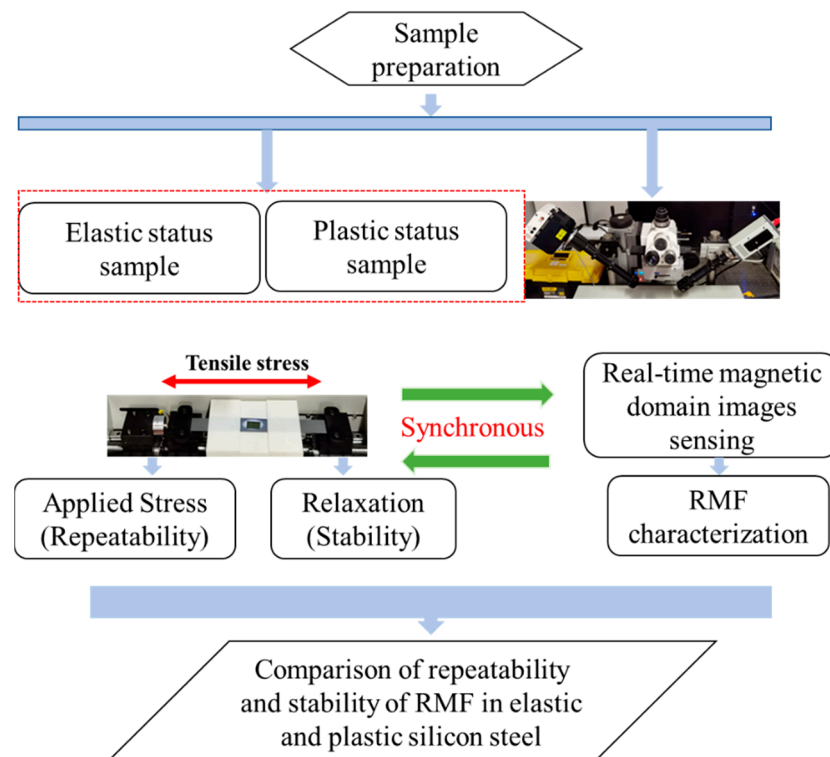 Sample
preparation
Elastic status
sample
Plastic status
sample
Tensile stress
Synchronous
Real-time magnetic
domain images
sensing
Applied Stress
(Repeatability)
Relaxation
(Stability)
RMF
characterization
Comparison of repeatability
and stability of RMF in elastic
and plastic silicon steel